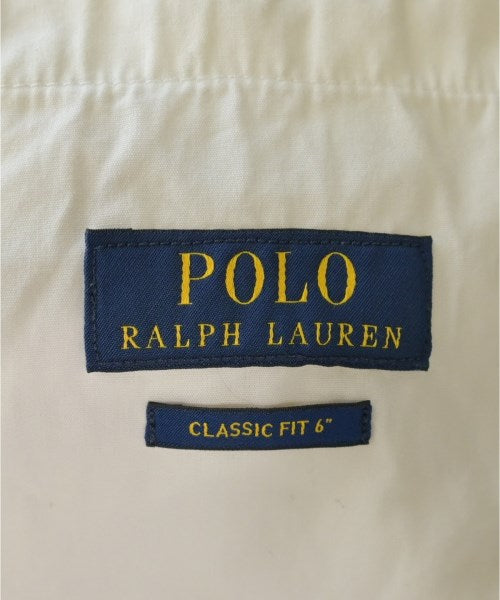 POLO
RALPH LAUREN
CLASSIC FIT 6"